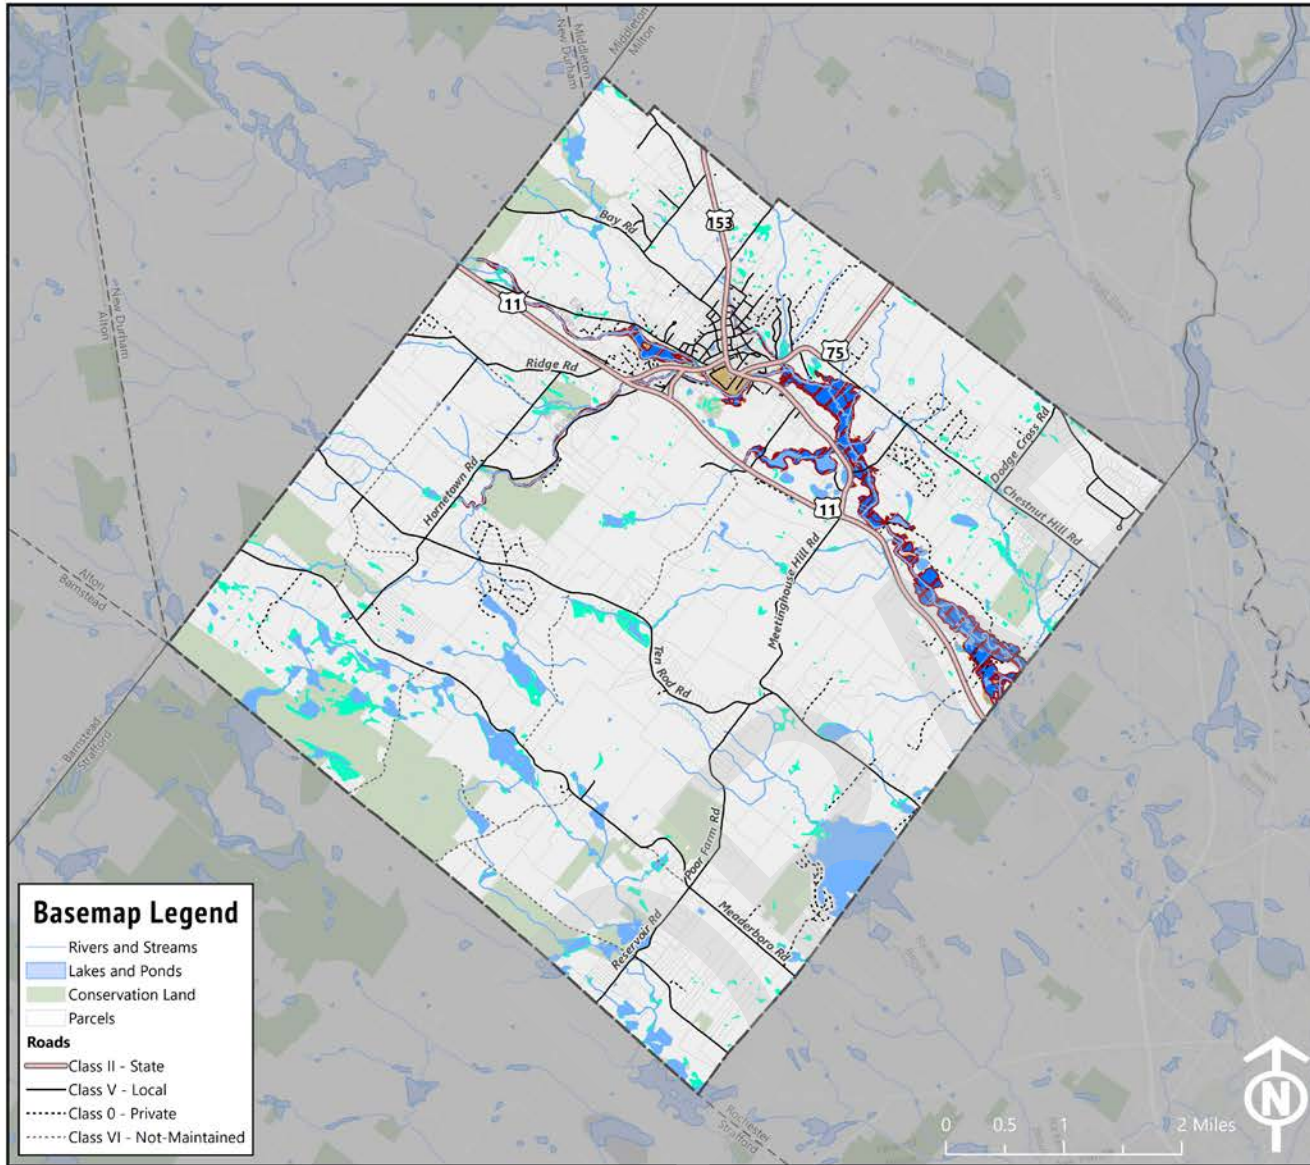 Middleton
New Durham
Middleton
Milton
153
Bay Rd
11
New Durham
Alton
75
Ridge Rd
Dodge Cross Rd
Hornetown Rd
Chestnut Hill Rd
11
Meetinghouse Hill Rd
Alton
Barnstead
Ten Rod Rd
Barnstead
Strafford
Poor Farm Rd
Meaderboro Rd
Reservoir Rd
Rochester
Strafford
Basemap Legend
Rivers and Streams
Lakes and Ponds
Conservation Land
Parcels
Roads
Class II - State
Class V - Local
Class 0 - Private
Class VI - Not-Maintained
N
0 0.5 1 2 Miles